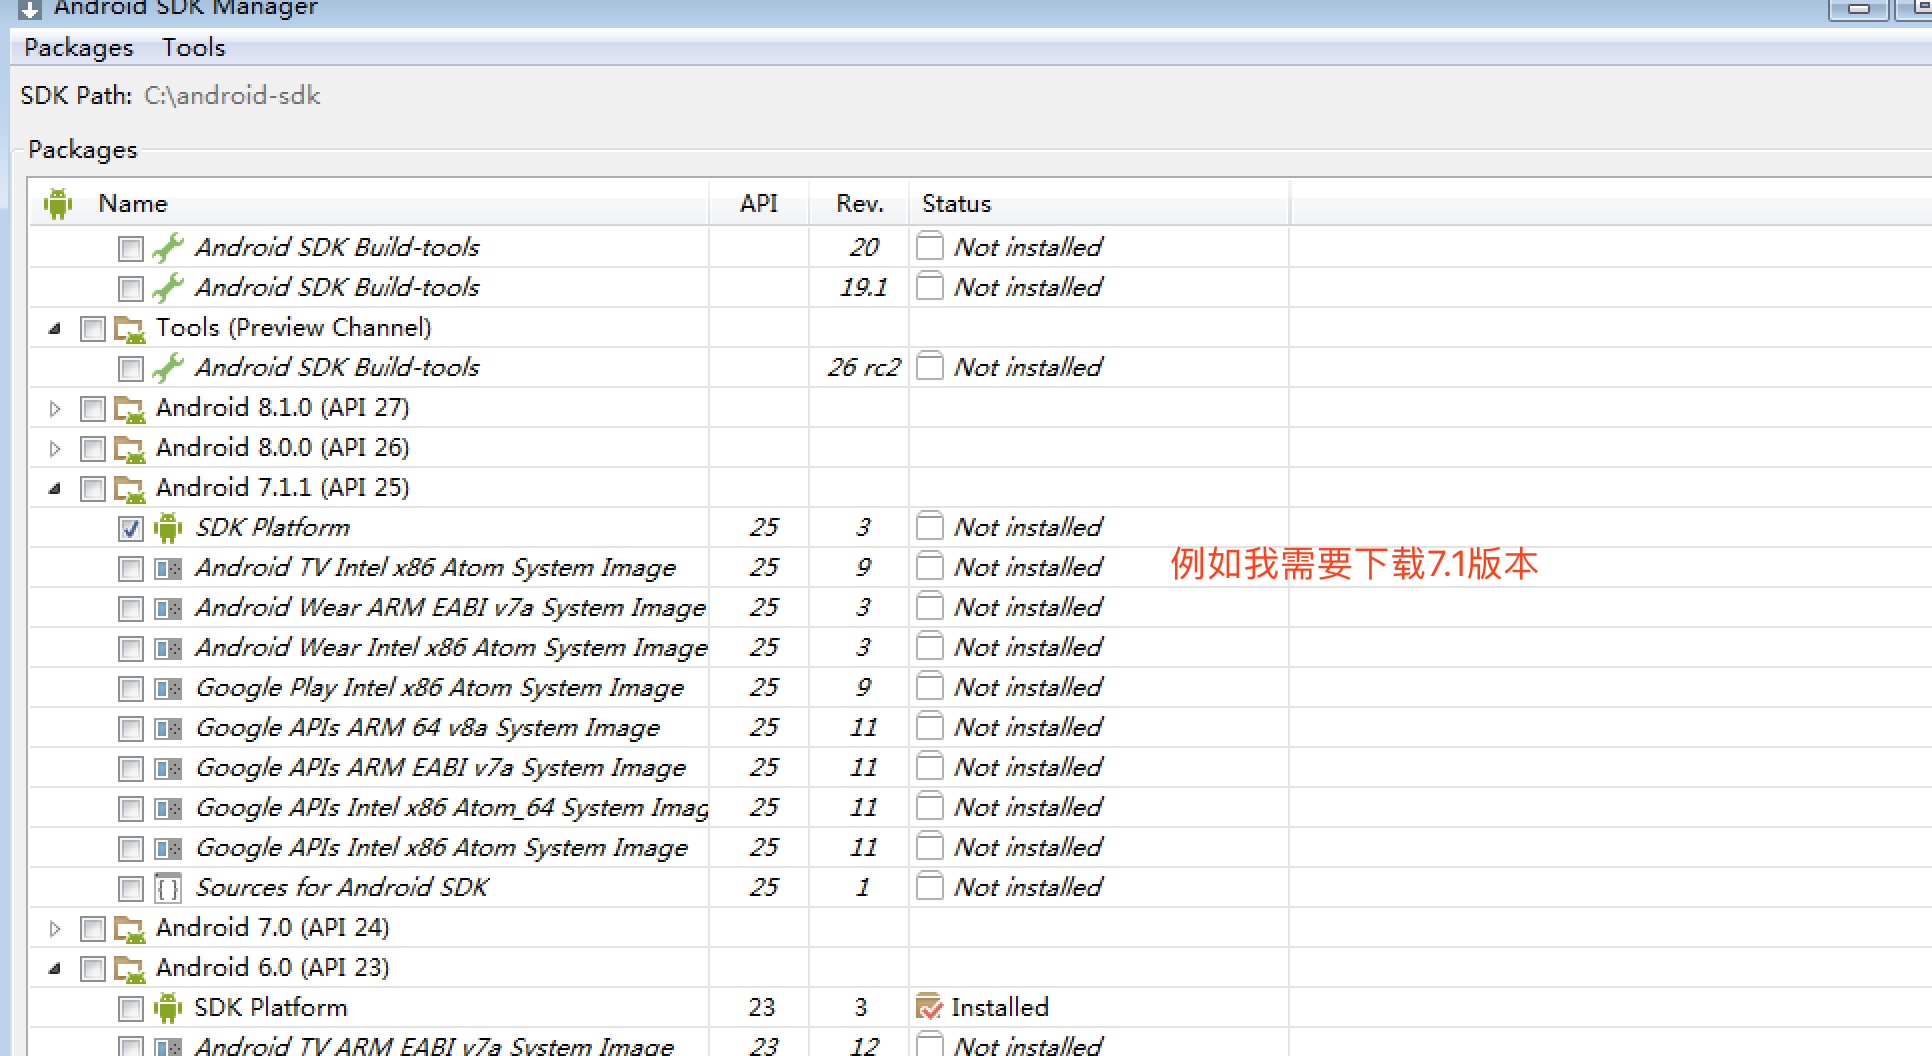 Android SDK Manager
Packages Tools
SDK Path: C:\android-sdk
Packages
Name API Rev. Status
Android SDK Build-tools 20 Not installed
Android SDK Build-tools 19.1 Not installed
Tools (Preview Channel)
Android SDK Build-tools 26 rc2 Not installed
Android 8.1.0 (API 27)
Android 8.0.0 (API 26)
Android 7.1.1 (API 25)
SDK Platform 25 3 Not installed
Android TV Intel x86 Atom System Image 25 9 Not installed
例如我需要下载7.1版本
Android Wear ARM EABI v7a System Image 25 3 Not installed
Android Wear Intel x86 Atom System Image 25 3 Not installed
Google Play Intel x86 Atom System Image 25 9 Not installed
Google APIs ARM 64 v8a System Image 25 11 Not installed
Google APIs ARM EABI v7a System Image 25 11 Not installed
Google APIs Intel x86 Atom_64 System Imag 25 11 Not installed
Google APIs Intel x86 Atom System Image 25 11 Not installed
Sources for Android SDK 25 1 Not installed
Android 7.0 (API 24)
Android 6.0 (API 23)
SDK Platform 23 3 Installed
Android TV ARM EABI v7a System Image 23 12 Not installed